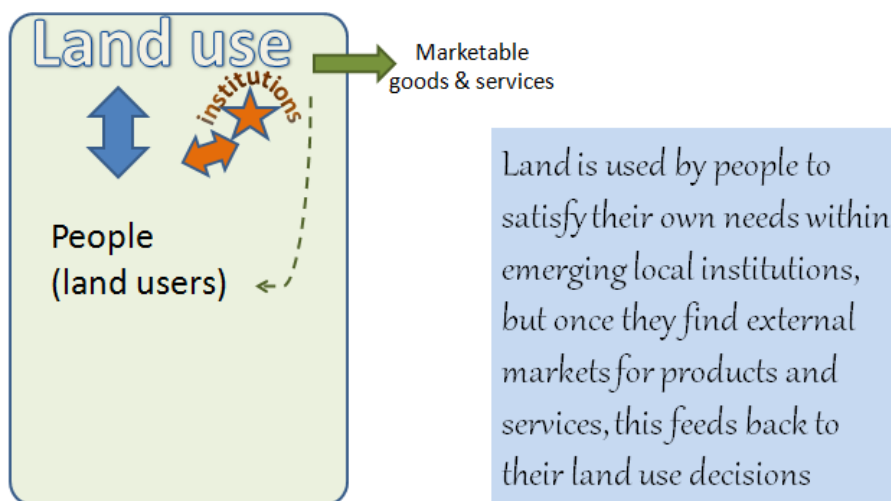 Land use
institutions
Marketable
goods & services
People
(land users)
Land is used by people to
satisfy their own needs within
emerging local institutions,
but once they find external
markets for products and
services, this feeds back to
their land use decisions